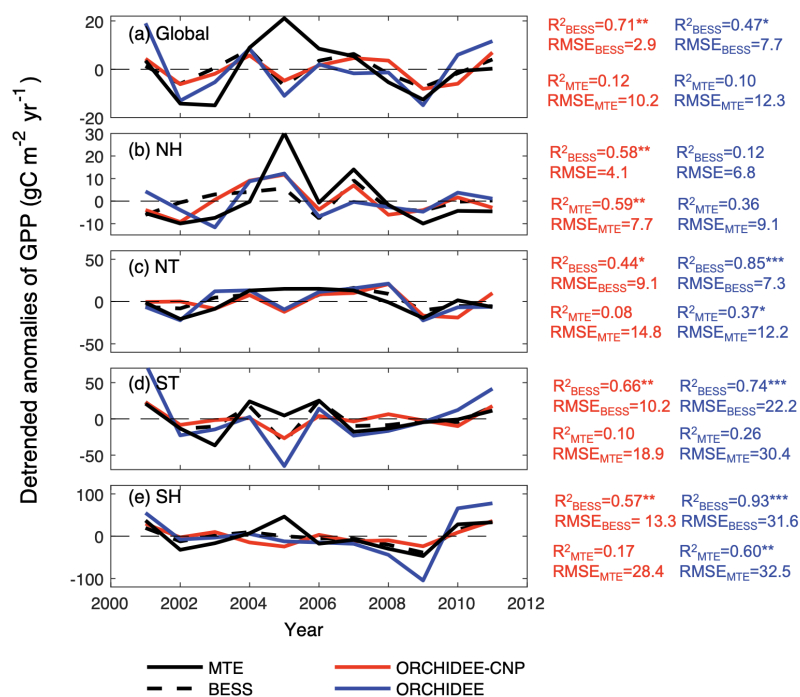 Detrended anomalies of GPP (gC m⁻² yr⁻¹)
(a) Global
20
0
-20
R²BESS=0.71** R²BESS=0.47*
RMSEBESS=2.9 RMSEBESS=7.7
R²MTE=0.12 R²MTE=0.10
RMSEMTE=10.2 RMSEMTE=12.3
(b) NH
30
20
10
0
-10
R²BESS=0.58** R²BESS=0.12
RMSE=4.1 RMSE=6.8
R²MTE=0.59** R²MTE=0.36
RMSEMTE=7.7 RMSEMTE=9.1
(c) NT
50
0
-50
R²BESS=0.44* R²BESS=0.85***
RMSEBESS=9.1 RMSEBESS=7.3
R²MTE=0.08 R²MTE=0.37*
RMSEMTE=14.8 RMSEMTE=12.2
(d) ST
50
0
-50
R²BESS=0.66** R²BESS=0.74***
RMSEBESS=10.2 RMSEBESS=22.2
R²MTE=0.10 R²MTE=0.26
RMSEMTE=18.9 RMSEMTE=30.4
(e) SH
100
0
-100
R²BESS=0.57** R²BESS=0.93***
RMSEBESS= 13.3 RMSEBESS=31.6
R²MTE=0.17 R²MTE=0.60**
RMSEMTE=28.4 RMSEMTE=32.5
2000 2002 2004 2006 2008 2010 2012
Year
MTE ORCHIDEE-CNP
BESS ORCHIDEE